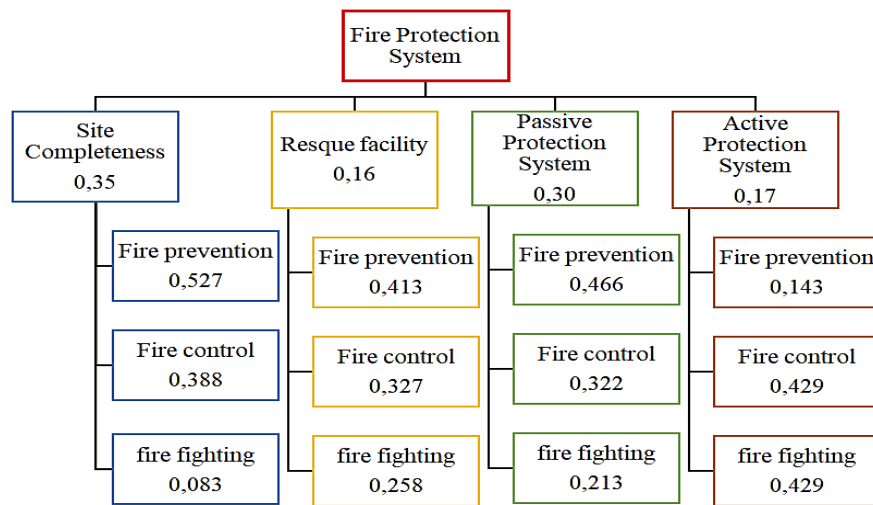 Fire Protection
System
Site
Completeness
0,35
Fire prevention
0,527
Fire control
0,388
fire fighting
0,083
Resque facility
0,16
Fire prevention
0,413
Fire control
0,327
fire fighting
0,258
Passive
Protection
System
0,30
Fire prevention
0,466
Fire control
0,322
fire fighting
0,213
Active
Protection
System
0,17
Fire prevention
0,143
Fire control
0,429
fire fighting
0,429